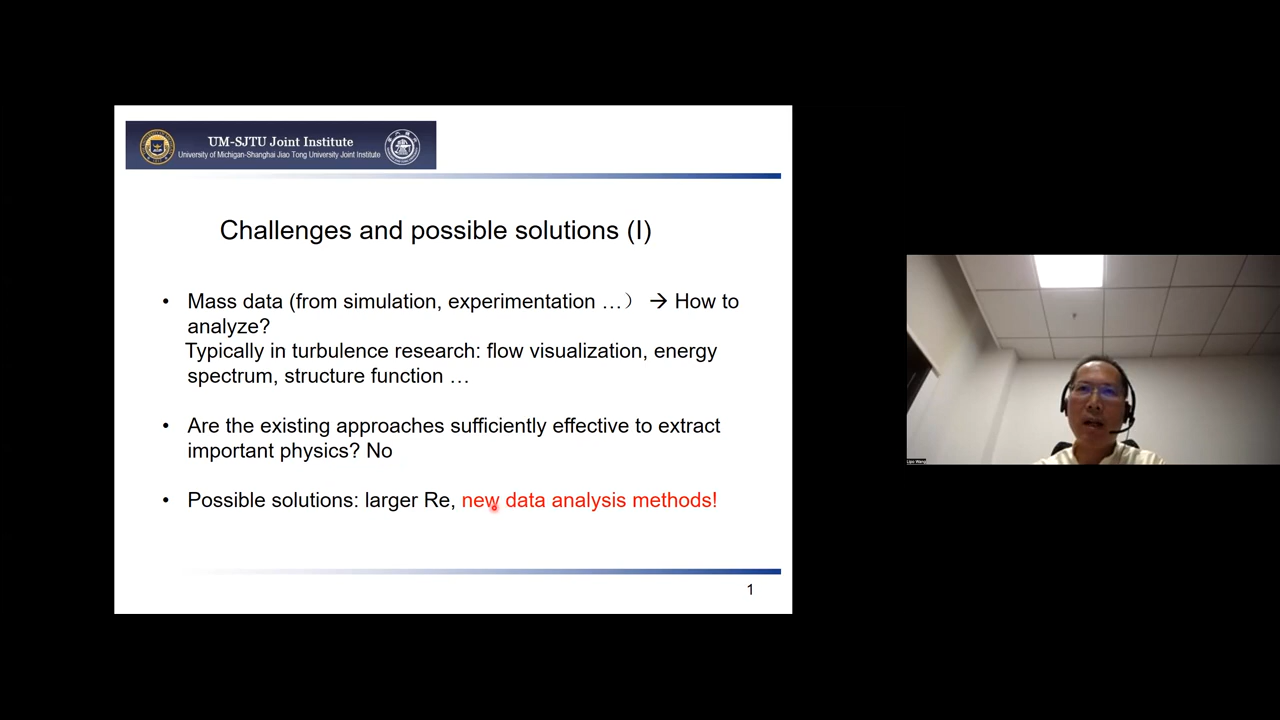 UM-SJTU Joint Institute
University of Michigan-Shanghai Jiao Tong University Joint Institute
Challenges and possible solutions (I)
• Mass data (from simulation, experimentation …） → How to
analyze?
Typically in turbulence research: flow visualization, energy
spectrum, structure function …
• Are the existing approaches sufficiently effective to extract
important physics? No
• Possible solutions: larger Re, new data analysis methods!
1
Lipo Wang